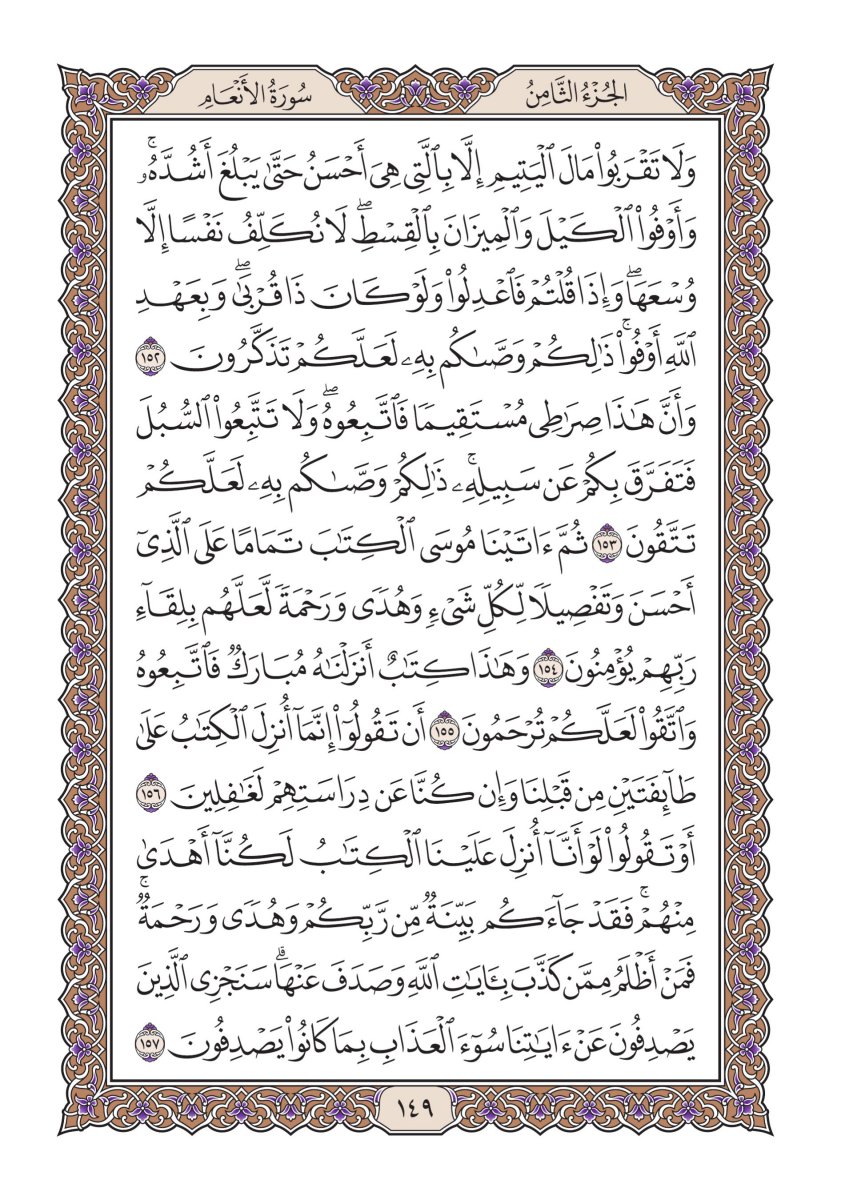 الجُزْءُ الثَّامِنُ
سُورَةُ الأَنْعَامِ
وَلَا تَقْرَبُوا۟ مَالَ ٱلْيَتِيمِ إِلَّا بِٱلَّتِى هِىَ أَحْسَنُ حَتَّىٰ يَبْلُغَ أَشُدَّهُۥۚ
وَأَوْفُوا۟ ٱلْكَيْلَ وَٱلْمِيزَانَ بِٱلْقِسْطِۖ لَا نُكَلِّفُ نَفْسًا إِلَّا
وُسْعَهَاۖ وَإِذَا قُلْتُمْ فَٱعْدِلُوا۟ وَلَوْ كَانَ ذَا قُرْبَىٰۖ وَبِعَهْدِ
ٱللَّهِ أَوْفُوا۟ۚ ذَٰلِكُمْ وَصَّىٰكُم بِهِۦ لَعَلَّكُمْ تَذَكَّرُونَ ١٥٢
وَأَنَّ هَٰذَا صِرَٰطِى مُسْتَقِيمًا فَٱتَّبِعُوهُۖ وَلَا تَتَّبِعُوا۟ ٱلسُّبُلَ
فَتَفَرَّقَ بِكُمْ عَن سَبِيلِهِۦۚ ذَٰلِكُمْ وَصَّىٰكُم بِهِۦ لَعَلَّكُمْ
تَتَّقُونَ ١٥٣ ثُمَّ ءَاتَيْنَا مُوسَى ٱلْكِتَٰبَ تَمَامًا عَلَى ٱلَّذِىٓ
أَحْسَنَ وَتَفْصِيلًا لِّكُلِّ شَىْءٍ وَهُدًى وَرَحْمَةً لَّعَلَّهُم بِلِقَآءِ
رَبِّهِمْ يُؤْمِنُونَ ١٥٤ وَهَٰذَا كِتَٰبٌ أَنزَلْنَٰهُ مُبَارَكٌ فَٱتَّبِعُوهُ
وَٱتَّقُوا۟ لَعَلَّكُمْ تُرْحَمُونَ ١٥٥ أَن تَقُولُوٓا۟ إِنَّمَآ أُنزِلَ ٱلْكِتَٰبُ عَلَىٰ
طَآئِفَتَيْنِ مِن قَبْلِنَا وَإِن كُنَّا عَن دِرَاسَتِهِمْ لَغَٰفِلِينَ ١٥٦
أَوْ تَقُولُوا۟ لَوْ أَنَّآ أُنزِلَ عَلَيْنَا ٱلْكِتَٰبُ لَكُنَّآ أَهْدَىٰ
مِنْهُمْۚ فَقَدْ جَآءَكُم بَيِّنَةٌ مِّن رَّبِّكُمْ وَهُدًى وَرَحْمَةٌۚ
فَمَنْ أَظْلَمُ مِمَّن كَذَّبَ بِـَٔايَٰتِ ٱللَّهِ وَصَدَفَ عَنْهَاۗ سَنَجْزِى ٱلَّذِينَ
يَصْدِفُونَ عَنْ ءَايَٰتِنَا سُوٓءَ ٱلْعَذَابِ بِمَا كَانُوا۟ يَصْدِفُونَ ١٥٧
١٤٩